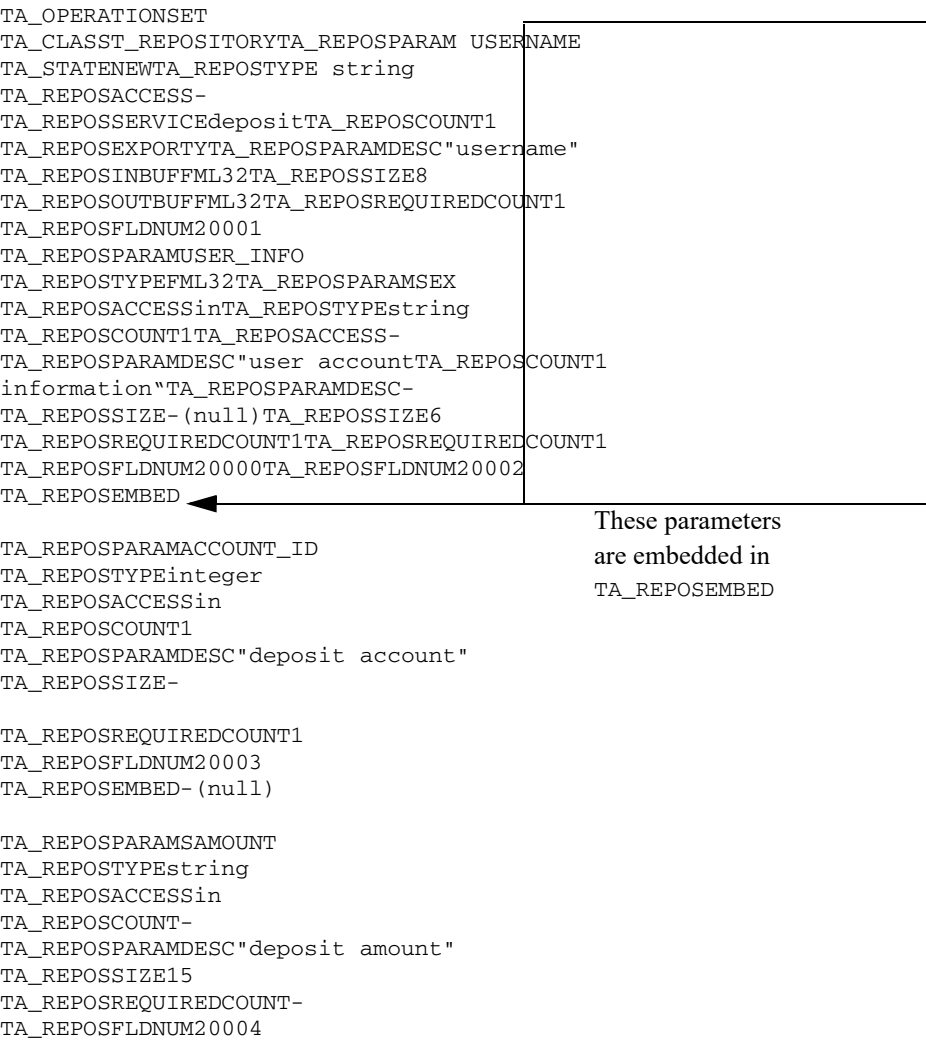 TA_OPERATIONSET
TA_CLASST_REPOSITORYTA_REPOSPARAM USERNAME
TA_STATENEWTA_REPOSTYPE string
TA_REPOSACCESS-
TA_REPOSSERVICEdepositTA_REPOSCOUNT1
TA_REPOSEXPORTYTA_REPOSPARAMDESC"username"
TA_REPOSINBUFFML32TA_REPOSSIZE8
TA_REPOSOUTBUFFML32TA_REPOSREQUIREDCOUNT1
TA_REPOSFLDNUM20001
TA_REPOSPARAMUSER_INFO
TA_REPOSTYPEFML32TA_REPOSPARAMSEX
TA_REPOSACCESSinTA_REPOSTYPEstring
TA_REPOSCOUNT1TA_REPOSACCESS-
TA_REPOSPARAMDESC"user accountTA_REPOSCOUNT1
information“TA_REPOSPARAMDESC-
TA_REPOSSIZE-(null)TA_REPOSSIZE6
TA_REPOSREQUIREDCOUNT1TA_REPOSREQUIREDCOUNT1
TA_REPOSFLDNUM20000TA_REPOSFLDNUM20002
TA_REPOSEMBED
These parameters
are embedded in
TA_REPOSEMBED
TA_REPOSPARAMACCOUNT_ID
TA_REPOSTYPEinteger
TA_REPOSACCESSin
TA_REPOSCOUNT1
TA_REPOSPARAMDESC"deposit account"
TA_REPOSSIZE-
TA_REPOSREQUIREDCOUNT1
TA_REPOSFLDNUM20003
TA_REPOSEMBED-(null)
TA_REPOSPARAMSAMOUNT
TA_REPOSTYPEstring
TA_REPOSACCESSin
TA_REPOSCOUNT-
TA_REPOSPARAMDESC"deposit amount"
TA_REPOSSIZE15
TA_REPOSREQUIREDCOUNT-
TA_REPOSFLDNUM20004